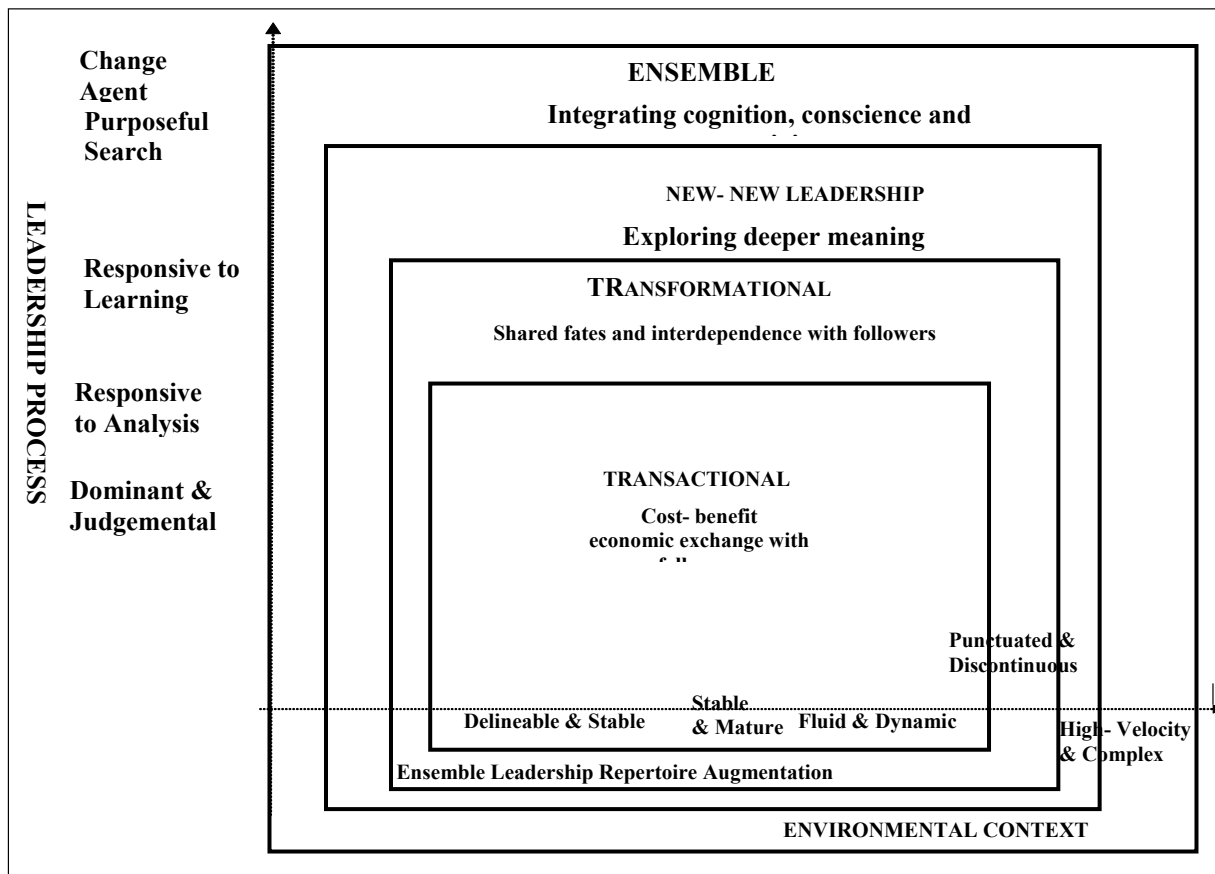 Change
Agent
Purposeful
Search
Responsive to
Learning
Responsive
to Analysis
Dominant &
Judgemental
LEADERSHIP PROCESS
ENSEMBLE
Integrating cognition, conscience and
NEW- NEW LEADERSHIP
Exploring deeper meaning
TRANSFORMATIONAL
Shared fates and interdependence with followers
TRANSACTIONAL
Cost- benefit
economic exchange with
Punctuated &
Discontinuous
Delineable & Stable
Stable
& Mature
Fluid & Dynamic
High- Velocity
& Complex
Ensemble Leadership Repertoire Augmentation
ENVIRONMENTAL CONTEXT